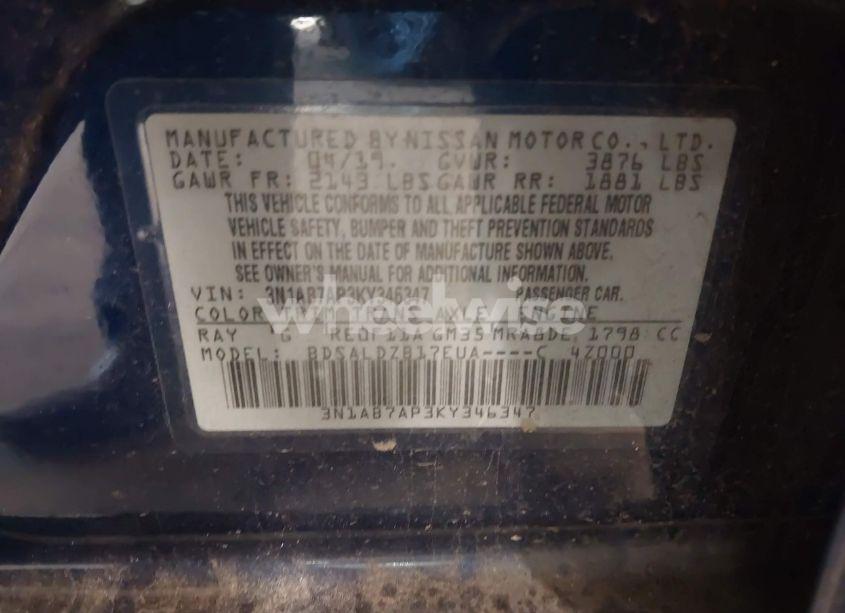 MANUFACTURED BY NISSAN MOTOR CO., LTD.
DATE: 04/19. GVWR: 3876 LBS
GAWR FR: 2143 LBS GAWR RR: 1881 LBS
THIS VEHICLE CONFORMS TO ALL APPLICABLE FEDERAL MOTOR
VEHICLE SAFETY, BUMPER AND THEFT PREVENTION STANDARDS
IN EFFECT ON THE DATE OF MANUFACTURE SHOWN ABOVE.
SEE OWNER'S MANUAL FOR ADDITIONAL INFORMATION.
wheelwise
VIN: 3N1AB7AP3KY346347 PASSENGER CAR.
COLOR TRIM TRANS AXLE ENGINE
RAY G RE0F11A GM35 MRA8DE 1798 CC
MODEL: BDSALDZB17EUA----C 4Z000
3N1AB7AP3KY346347